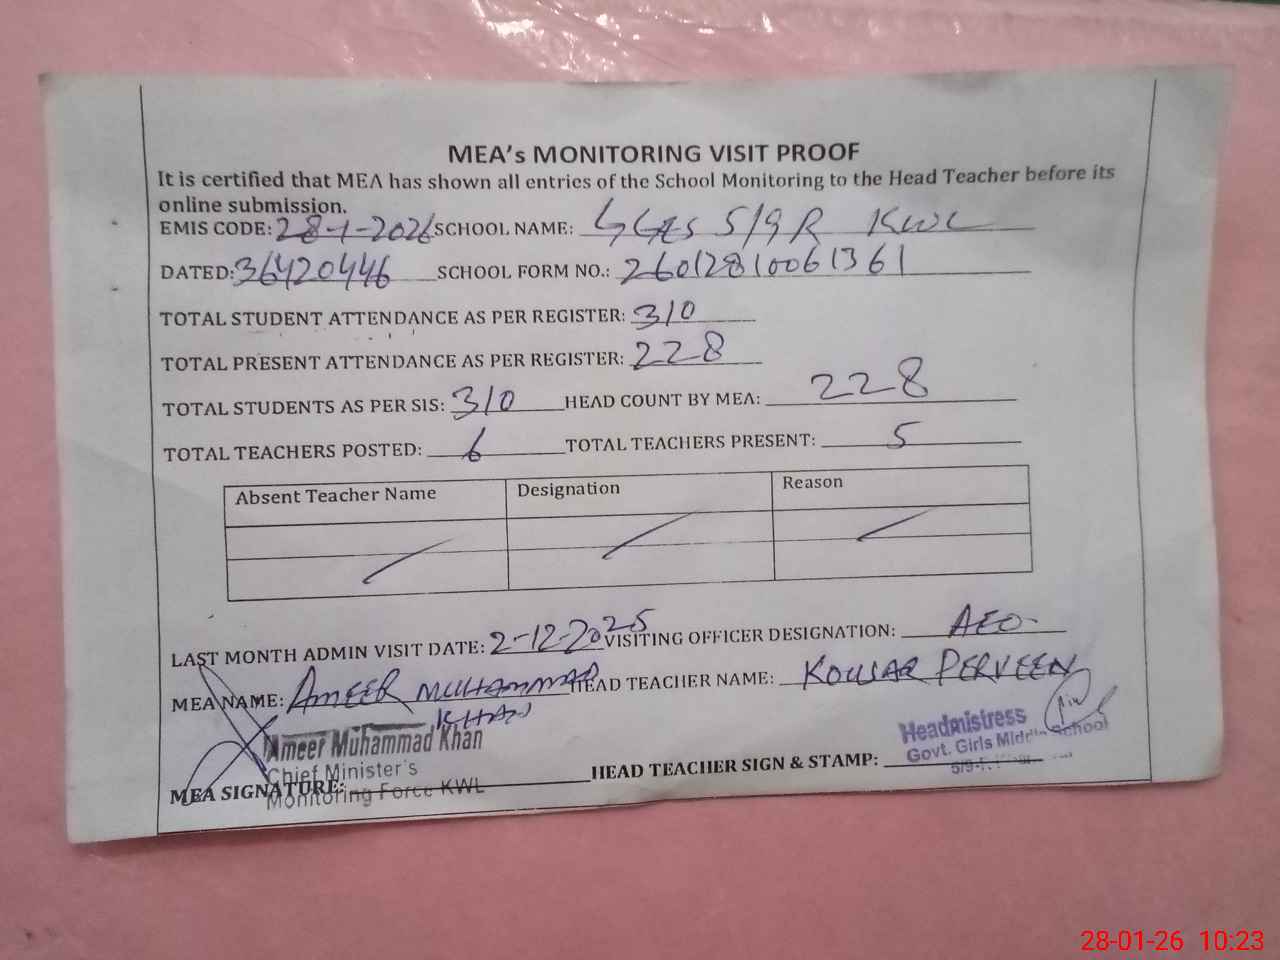 MEA's MONITORING VISIT PROOF
It is certified that MEA has shown all entries of the School Monitoring to the Head Teacher before its
online submission.
EMIS CODE: 28-1-2026 SCHOOL NAME: GGES 5/9R KWL
DATED: 36420446 SCHOOL FORM NO.: 26012810061361
TOTAL STUDENT ATTENDANCE AS PER REGISTER: 310
TOTAL PRESENT ATTENDANCE AS PER REGISTER: 228
TOTAL STUDENTS AS PER SIS: 310 HEAD COUNT BY MEA: 228
TOTAL TEACHERS POSTED: 6 TOTAL TEACHERS PRESENT: 5
Absent Teacher Name Designation Reason
LAST MONTH ADMIN VISIT DATE: 2-12-2025 VISITING OFFICER DESIGNATION: AEO
MEA NAME: AMEER MUHAMMAD KHAN HEAD TEACHER NAME: KOUSAR PERVEEN
Ameer Muhammad Khan
Chief Minister's
Monitoring Force KWL
Headmistress
Govt. Girls Middle School
5/9-
MEA SIGNATURE: HEAD TEACHER SIGN & STAMP:
28-01-26 10:23